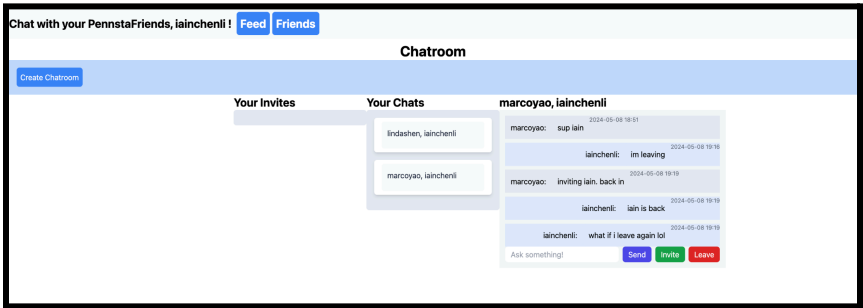 Chat with your PennstaFriends, iainchenli ! Feed Friends
Chatroom
Create Chatroom
Your Invites
Your Chats
lindashen, iainchenli
marcoyao, iainchenli
marcoyao, iainchenli
2024-05-08 18:51
marcoyao: sup iain
2024-05-08 19:16
iainchenli: im leaving
2024-05-08 19:19
marcoyao: inviting iain. back in
2024-05-08 19:19
iainchenli: iain is back
2024-05-08 19:19
iainchenli: what if i leave again lol
Ask something! Send Invite Leave